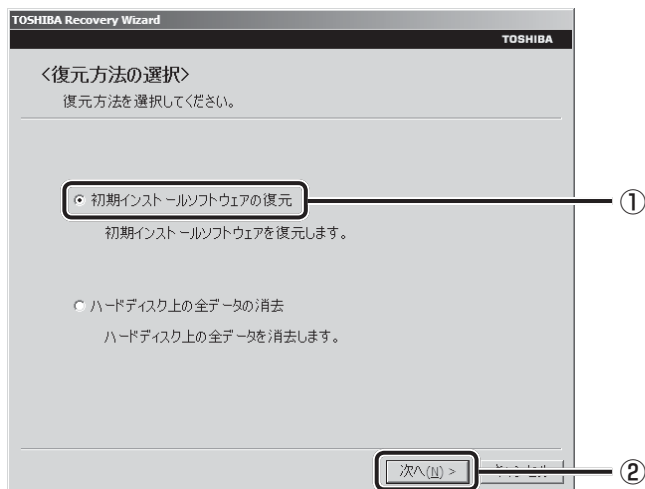 TOSHIBA Recovery Wizard
TOSHIBA
<復元方法の選択>
復元方法を選択してください。
初期インストールソフトウェアの復元
①
初期インストールソフトウェアを復元します。
ハードディスク上の全データの消去
ハードディスク上の全データを消去します。
次へ(N) >
②